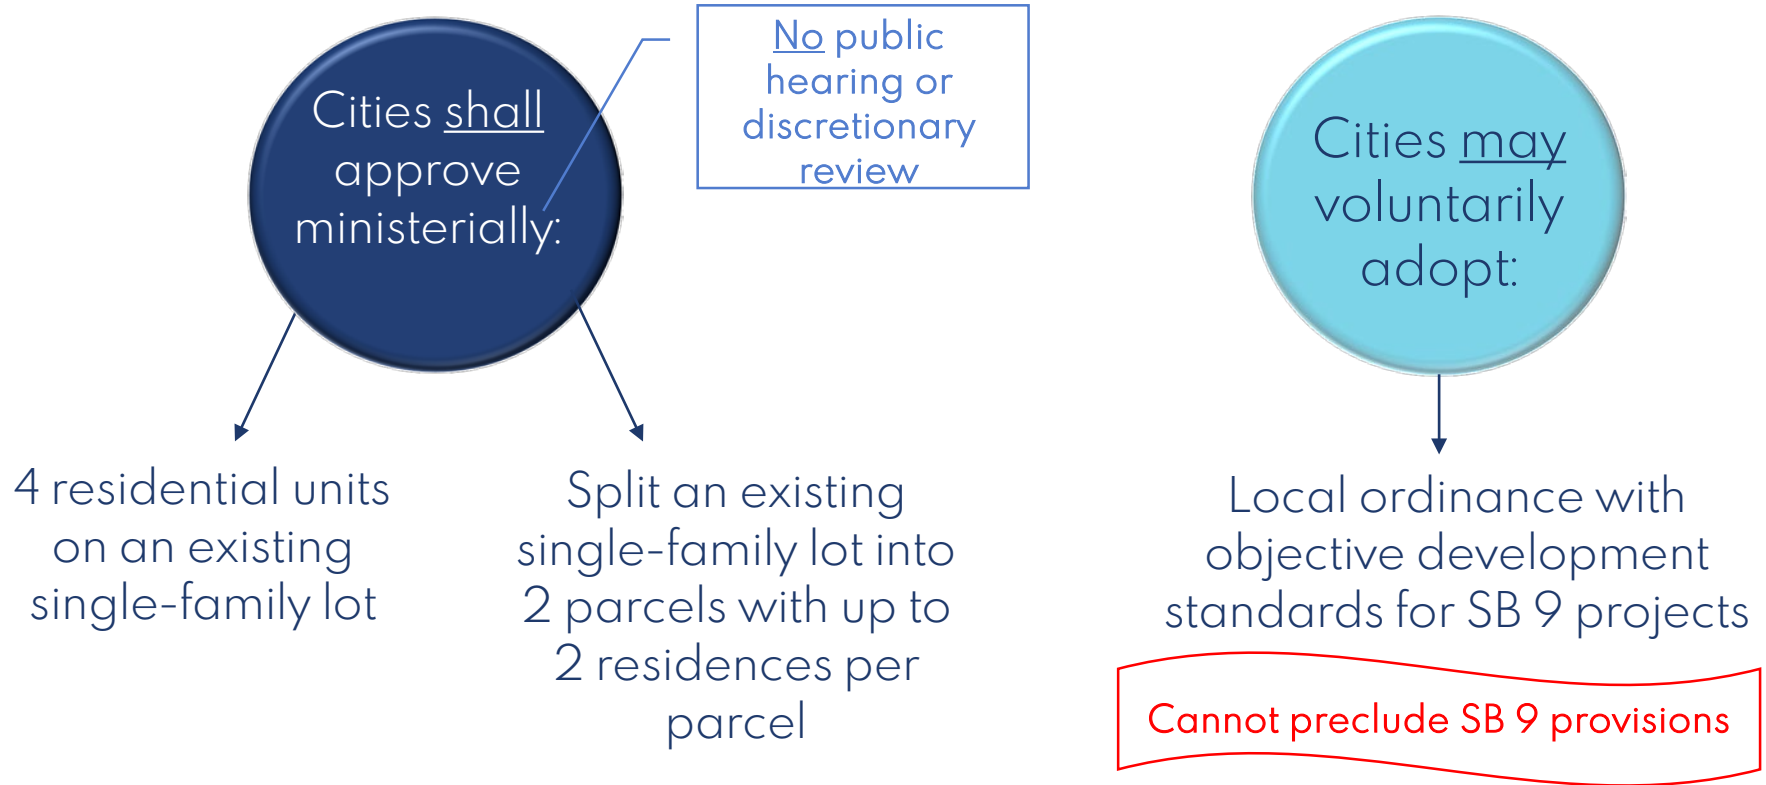 Cities shall
approve
ministerially:
No public
hearing or
discretionary
review
4 residential units
on an existing
single-family lot
Split an existing
single-family lot into
2 parcels with up to
2 residences per
parcel
Cities may
voluntarily
adopt:
Local ordinance with
objective development
standards for SB 9 projects
Cannot preclude SB 9 provisions